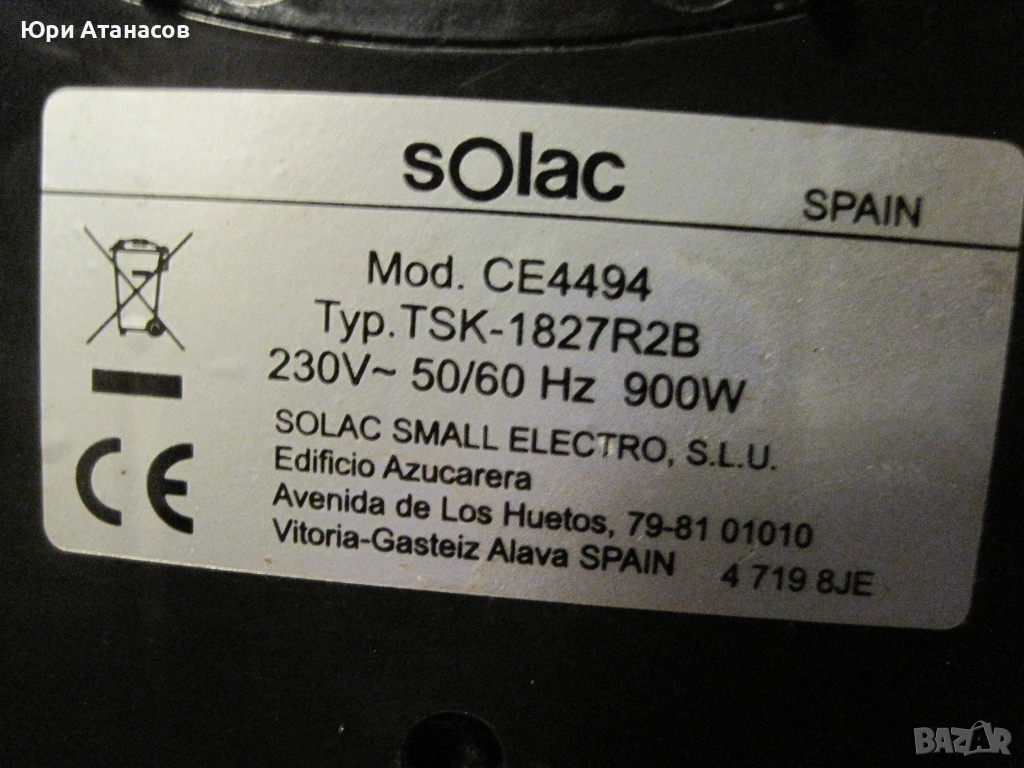 Юри Атанасов
sOlac
SPAIN
Mod. CE4494
Typ.TSK-1827R2B
230V~ 50/60 Hz 900W
SOLAC SMALL ELECTRO, S.L.U.
Edificio Azucarera
Avenida de Los Huetos, 79-81 01010
Vitoria-Gasteiz Alava SPAIN 4 719 8JE
CE
BAZAR